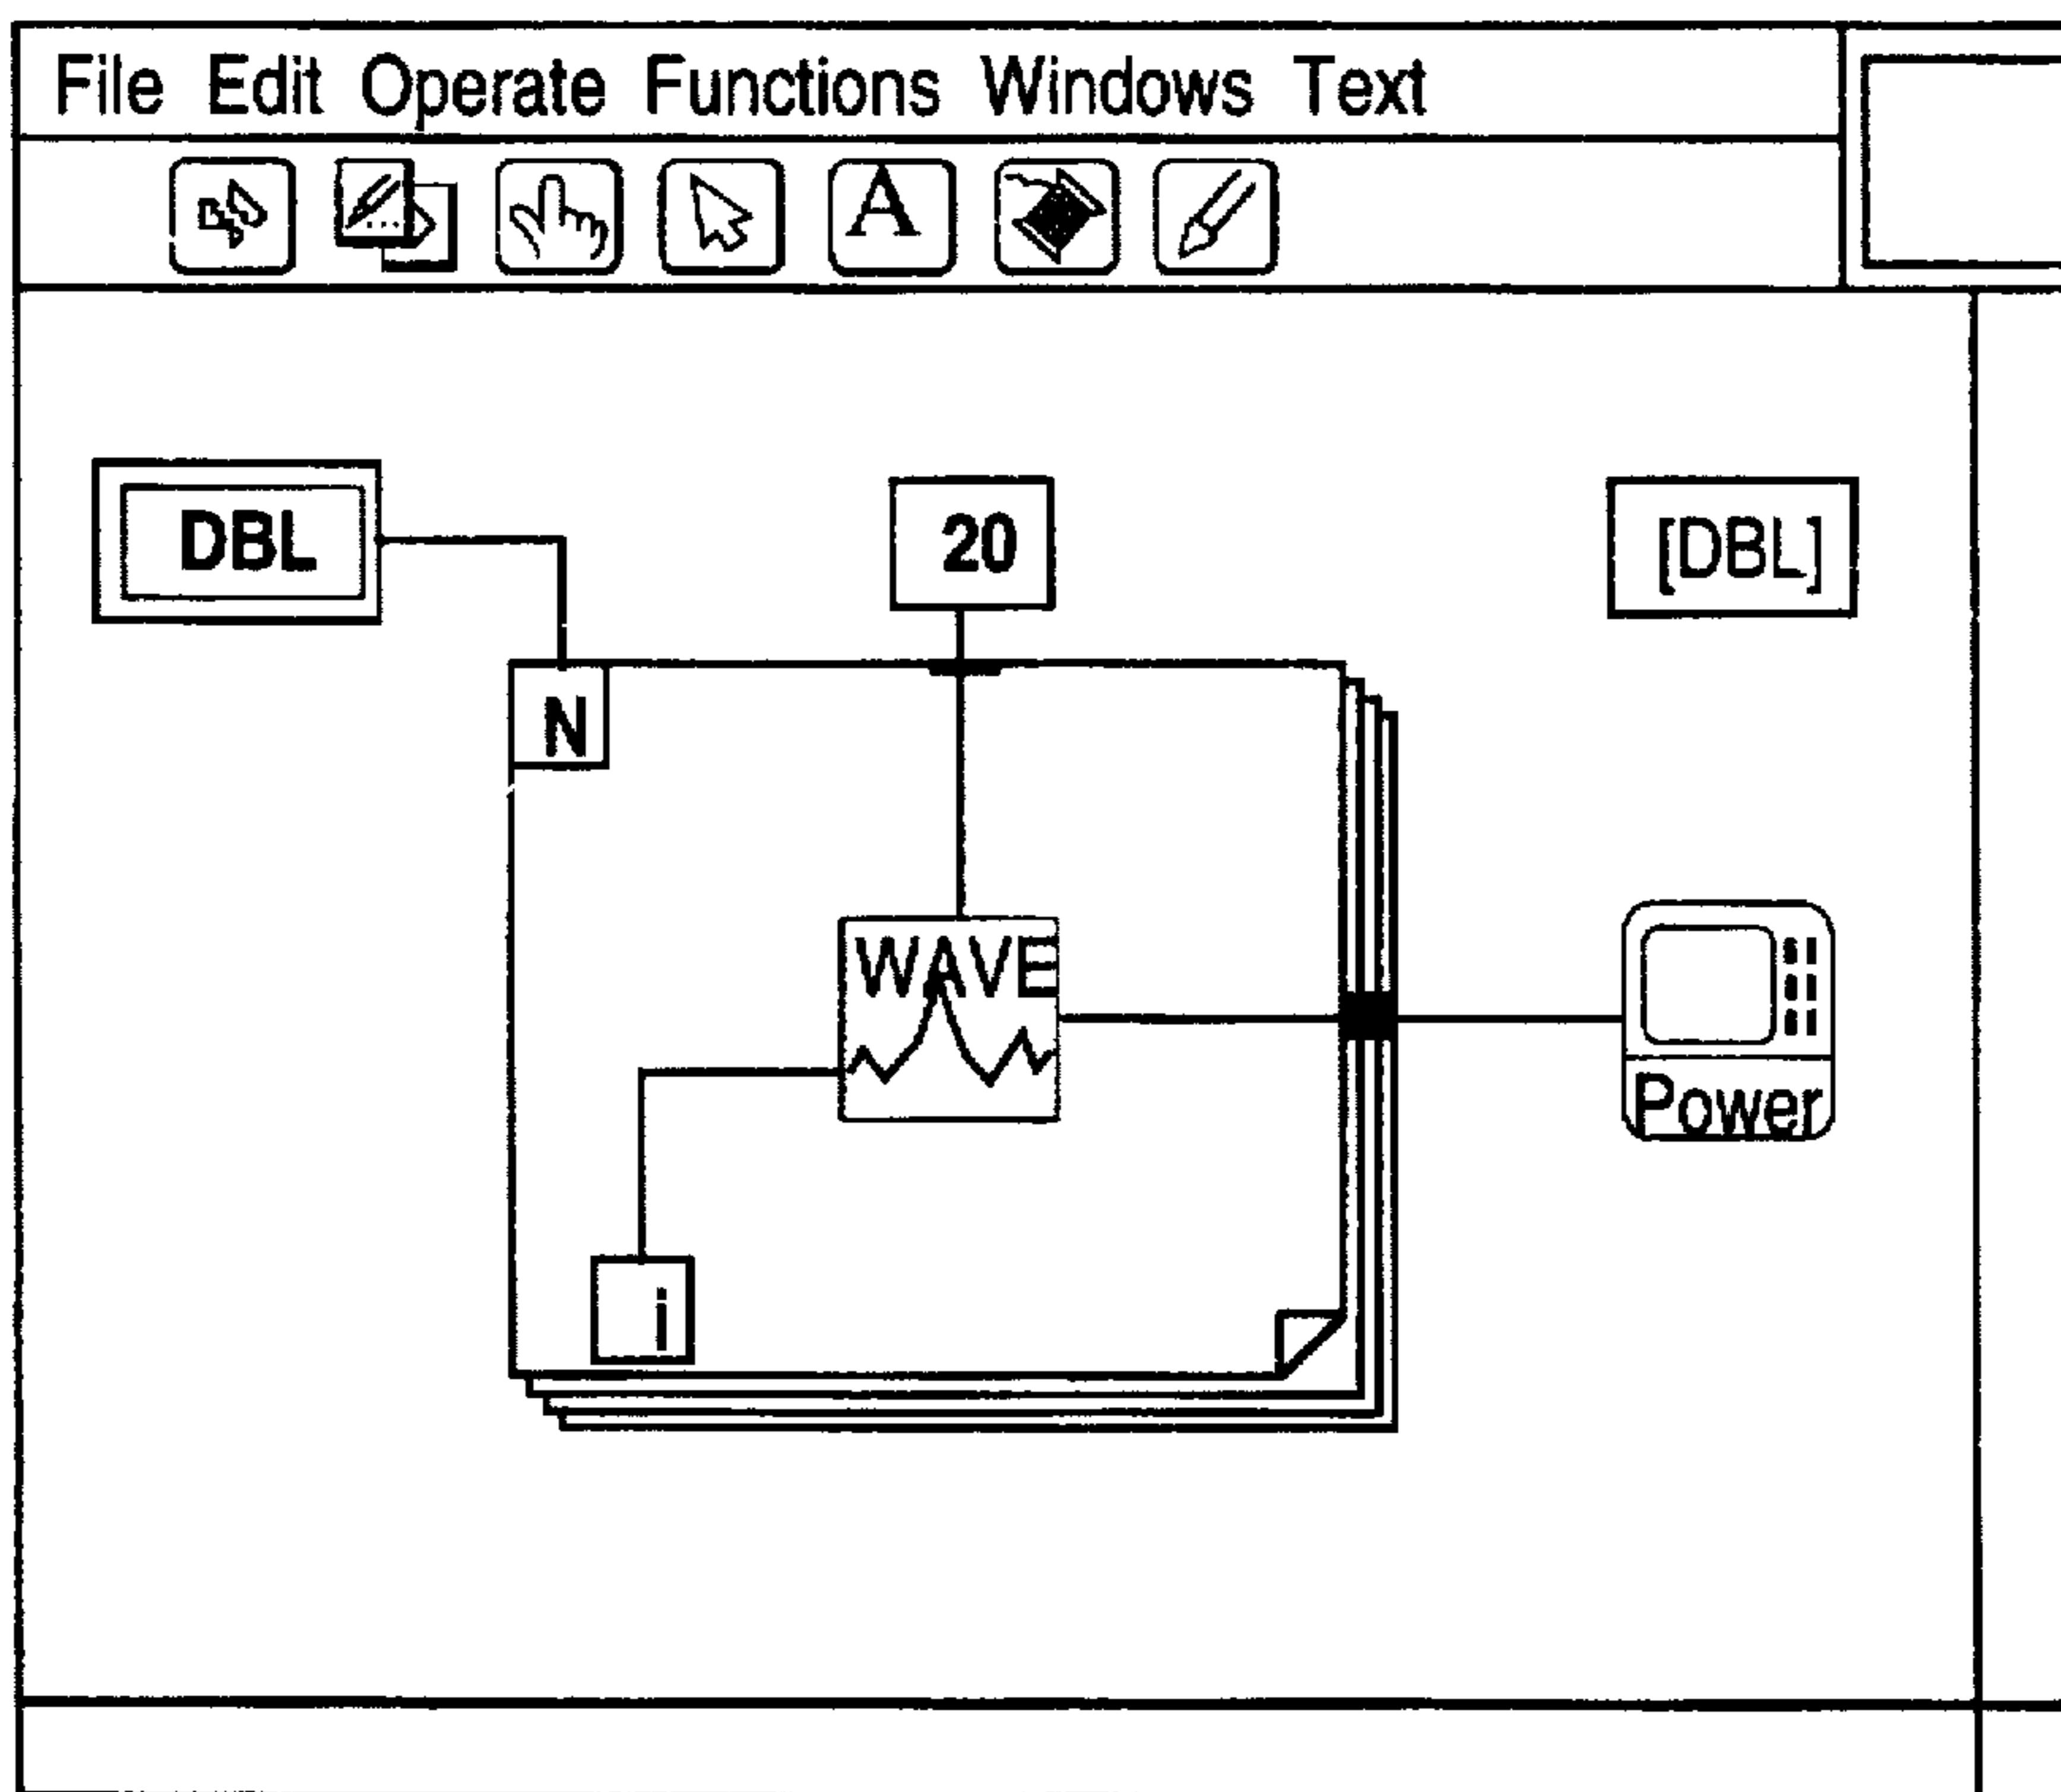 File Edit Operate Functions Windows Text
A
DBL
20
[DBL]
N
WAVE
Power
i